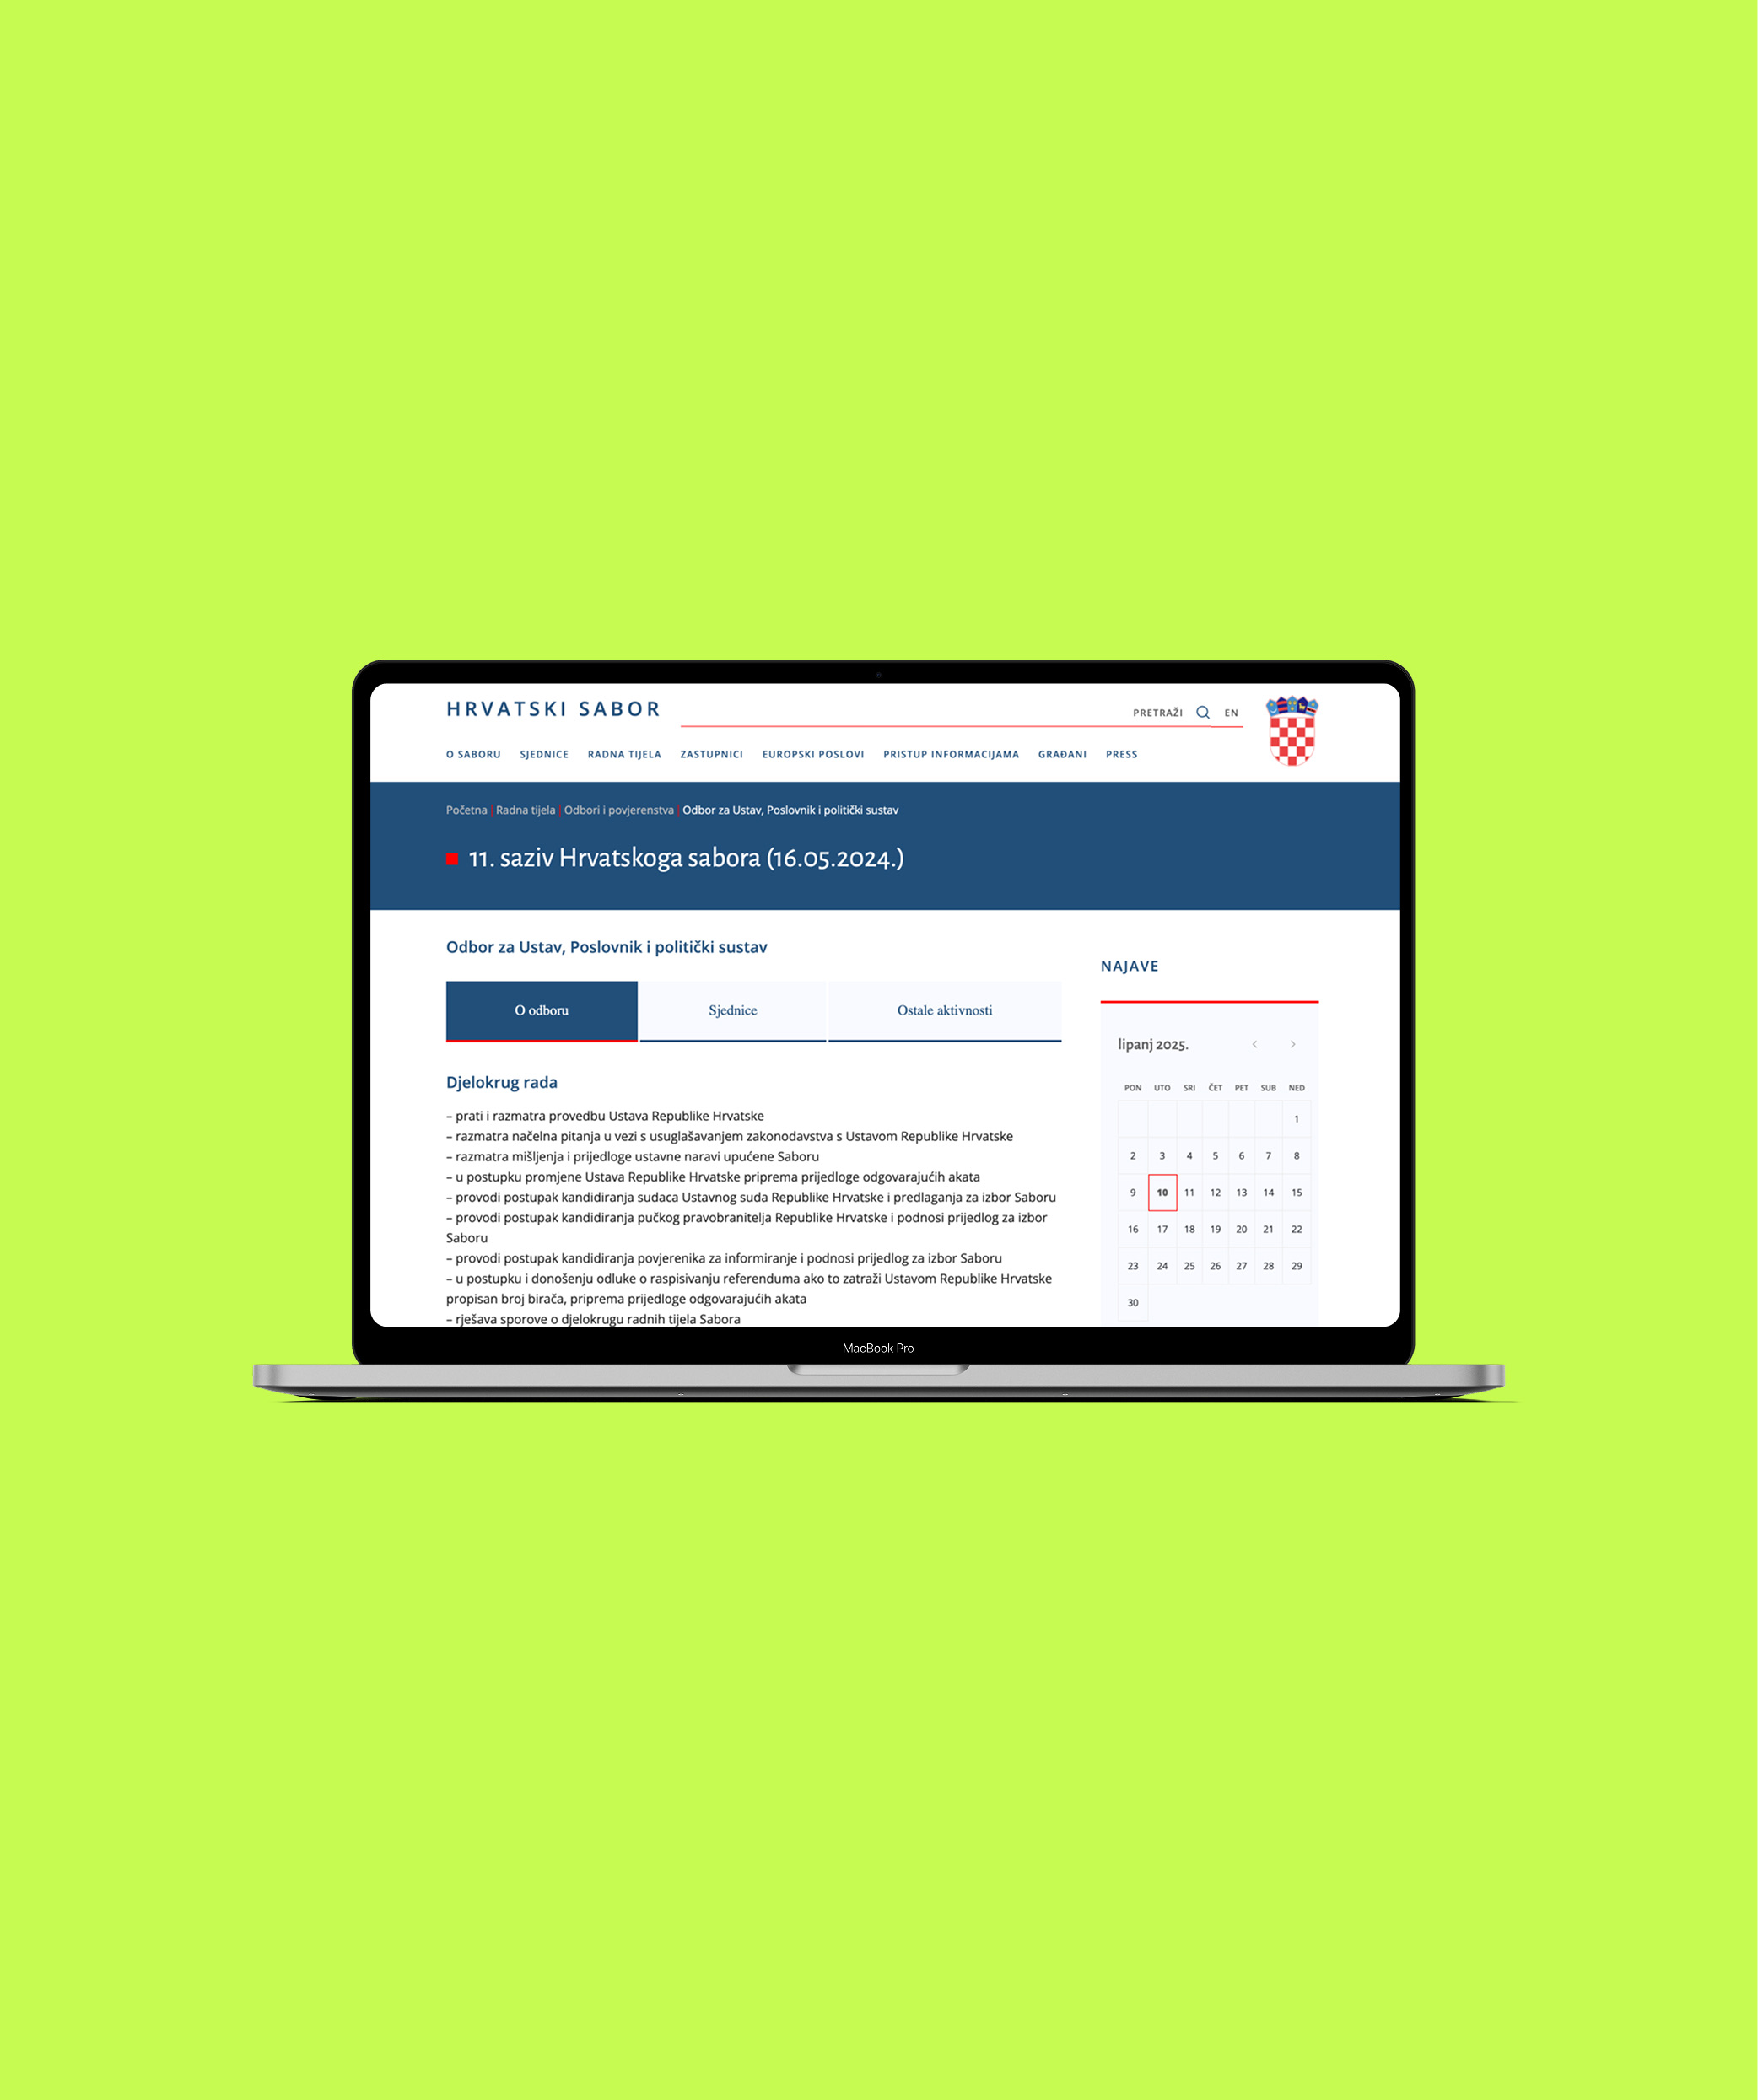 HRVATSKI SABOR
PRETRAŽI EN
O SABORU SJEDNICE RADNA TIJELA ZASTUPNICI EUROPSKI POSLOVI PRISTUP INFORMACIJAMA GRAĐANI PRESS
Početna | Radna tijela | Odbori i povjerenstva | Odbor za Ustav, Poslovnik i politički sustav
11. saziv Hrvatskoga sabora (16.05.2024.)
Odbor za Ustav, Poslovnik i politički sustav
O odboru Sjednice Ostale aktivnosti
Djelokrug rada
– prati i razmatra provedbu Ustava Republike Hrvatske
– razmatra načelna pitanja u vezi s usuglašavanjem zakonodavstva s Ustavom Republike Hrvatske
– razmatra mišljenja i prijedloge ustavne naravi upućene Saboru
– u postupku promjene Ustava Republike Hrvatske priprema prijedloge odgovarajućih akata
– provodi postupak kandidiranja sudaca Ustavnog suda Republike Hrvatske i predlaganja za izbor Saboru
– provodi postupak kandidiranja pučkog pravobranitelja Republike Hrvatske i podnosi prijedlog za izbor
Saboru
– provodi postupak kandidiranja povjerenika za informiranje i podnosi prijedlog za izbor Saboru
– u postupku i donošenju odluke o raspisivanju referenduma ako to zatraži Ustavom Republike Hrvatske
propisan broj birača, priprema prijedloge odgovarajućih akata
– rješava sporove o djelokrugu radnih tijela Sabora
NAJAVE
lipanj 2025.
PON UTO SRI ČET PET SUB NED
1
2 3 4 5 6 7 8
9 10 11 12 13 14 15
16 17 18 19 20 21 22
23 24 25 26 27 28 29
30
MacBook Pro